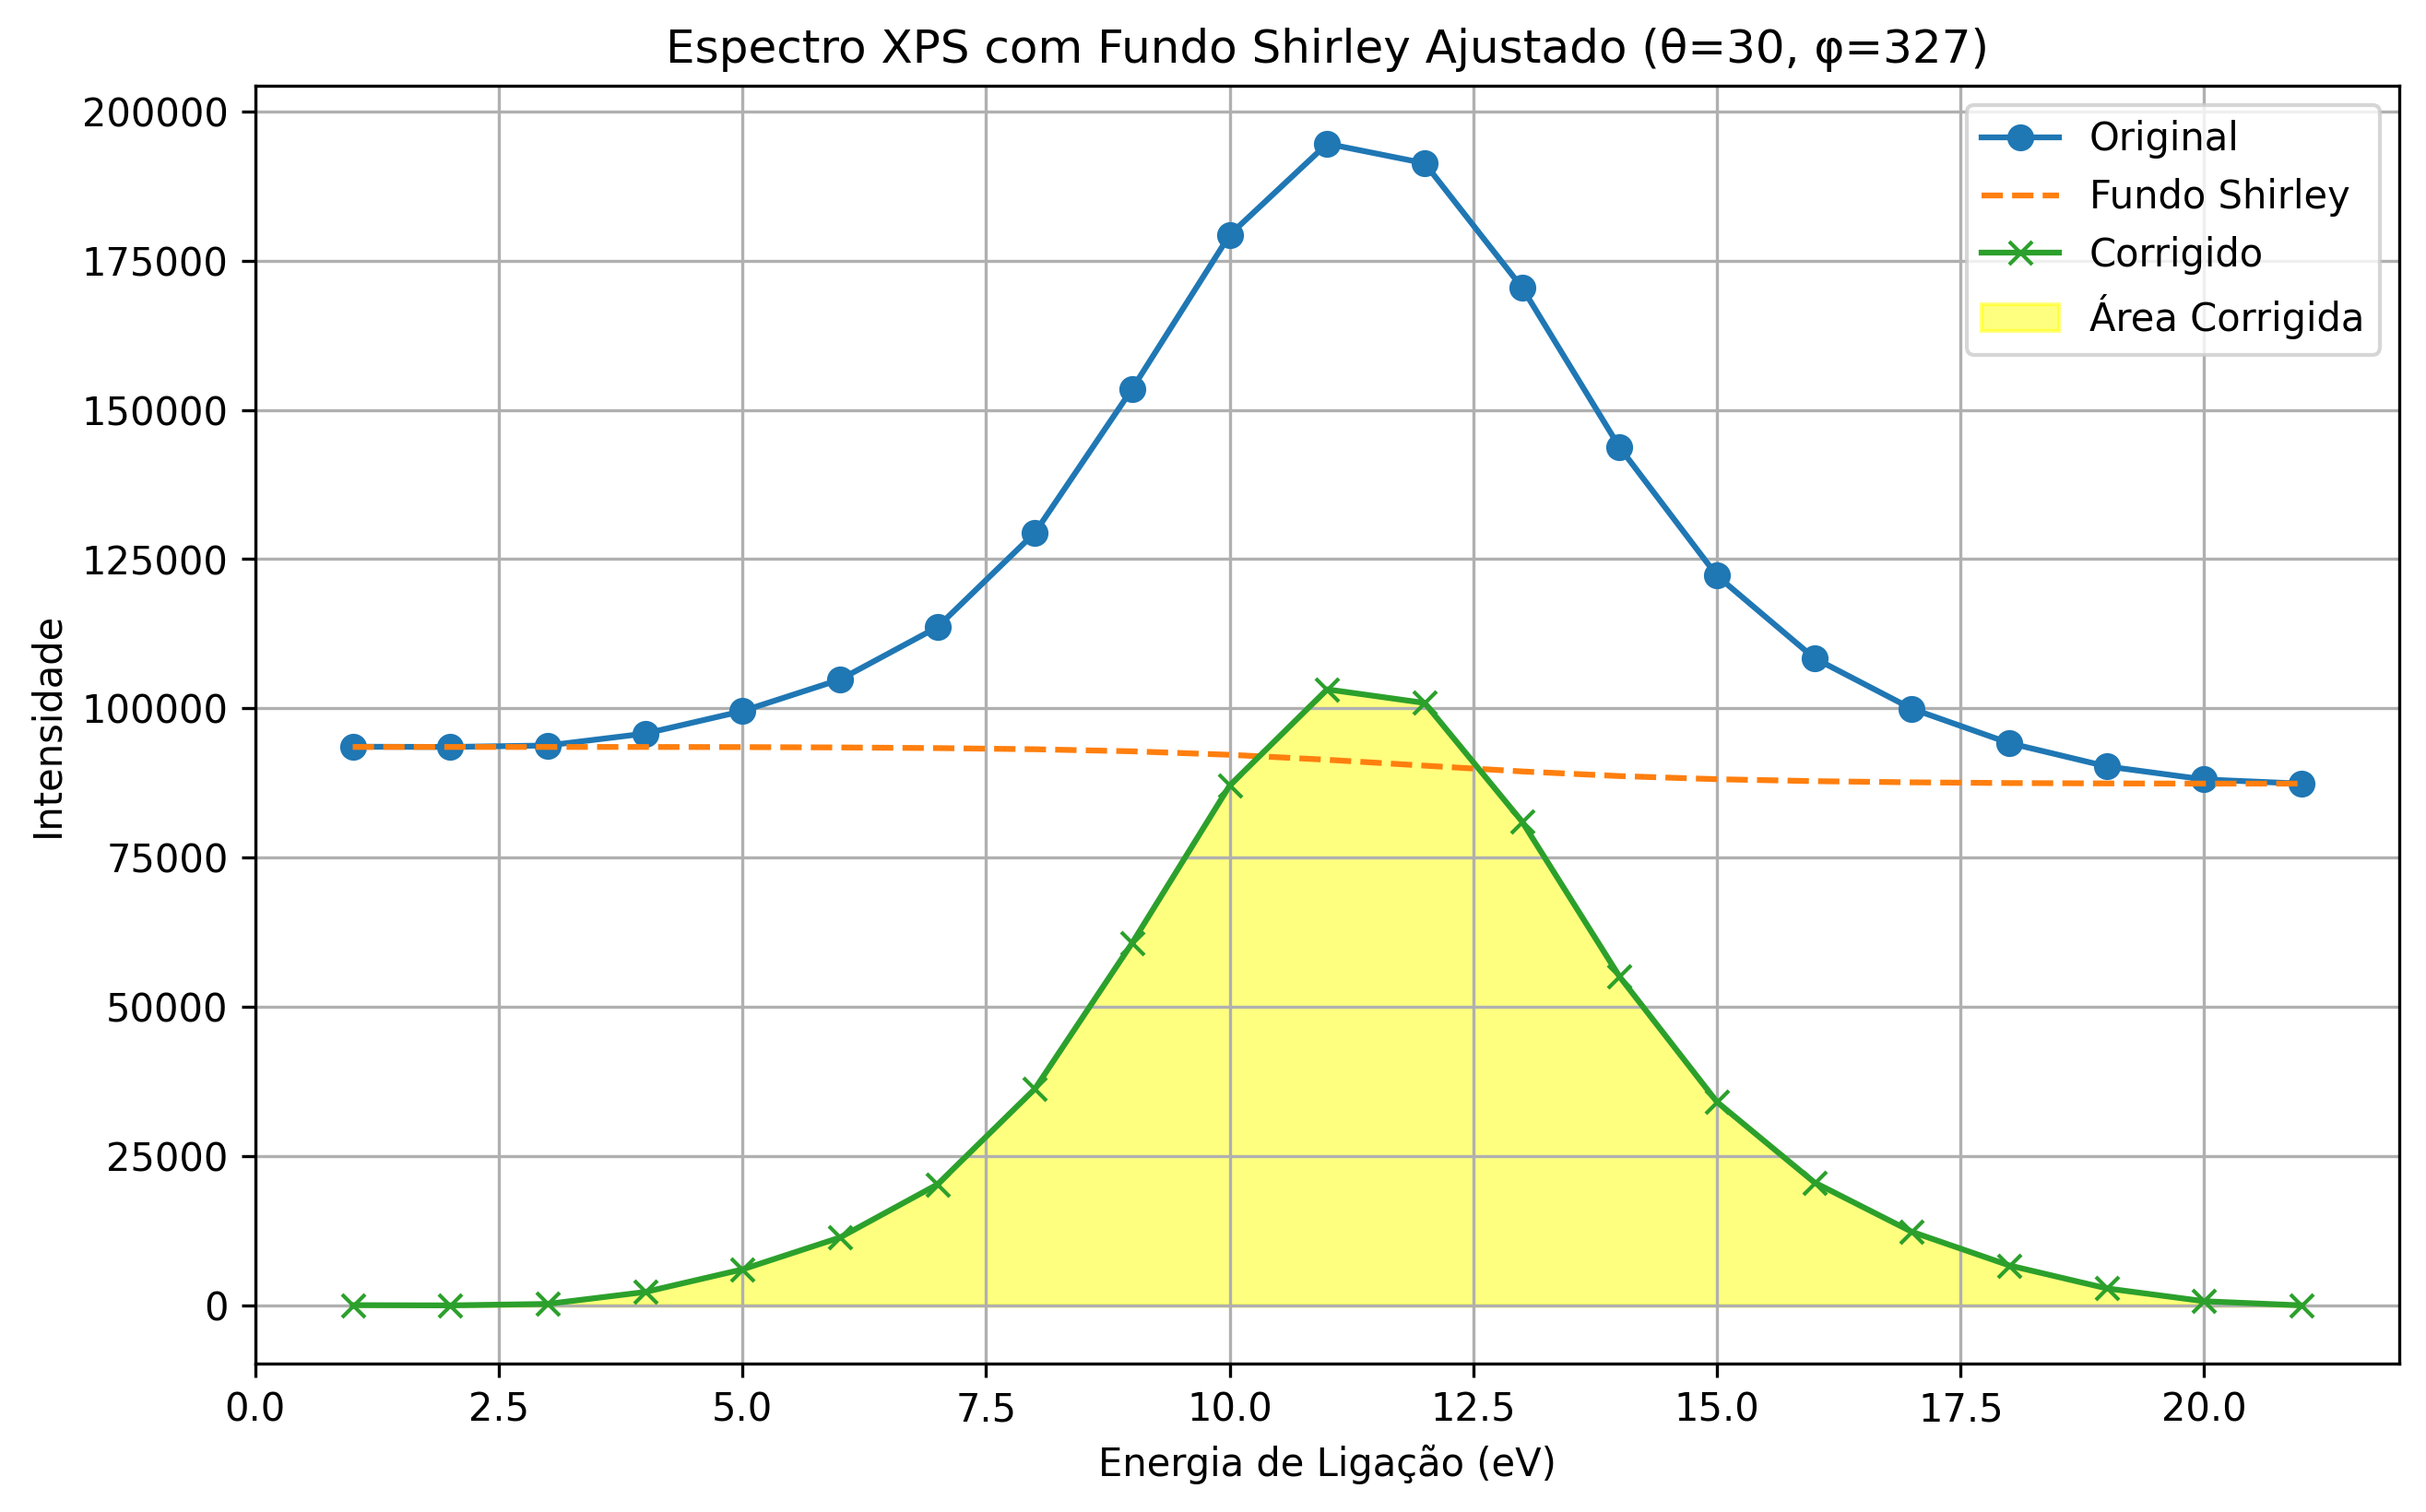 Espectro XPS com Fundo Shirley Ajustado (θ=30, φ=327)
200000
175000
150000
125000
100000
75000
50000
25000
0
Intensidade
Original
Fundo Shirley
Corrigido
Área Corrigida
0.0 2.5 5.0 7.5 10.0 12.5 15.0 17.5 20.0
Energia de Ligação (eV)